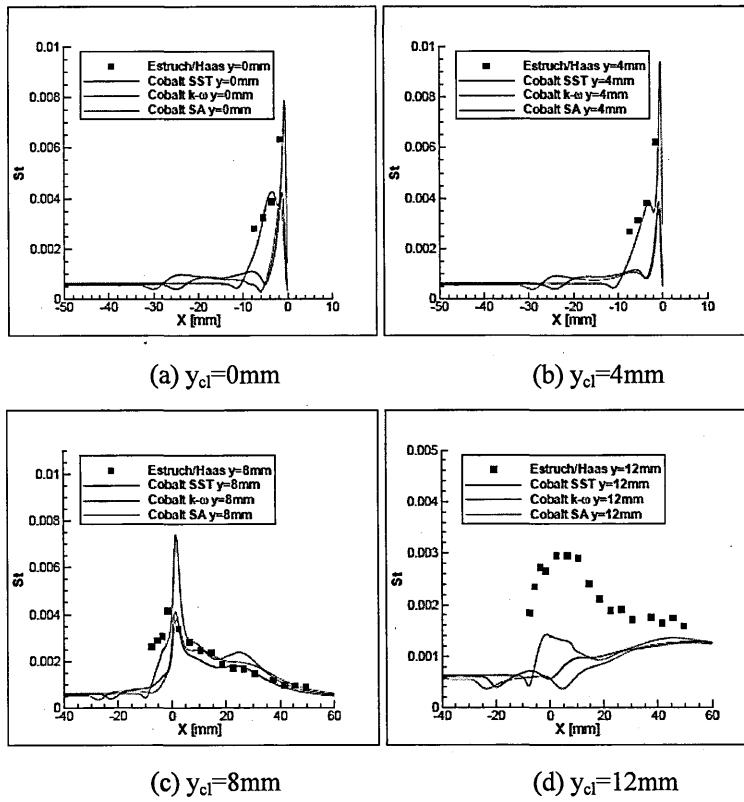 0.01
0.008
0.006
0.004
0.002
0
St
Estruch/Haas y=0mm
Cobalt SST y=0mm
Cobalt k-ω y=0mm
Cobalt SA y=0mm
-50 -40 -30 -20 -10 0 10
X [mm]
(a) ycl=0mm
0.01
0.008
0.006
0.004
0.002
0
St
Estruch/Haas y=4mm
Cobalt SST y=4mm
Cobalt k-ω y=4mm
Cobalt SA y=4mm
-50 -40 -30 -20 -10 0 10
X [mm]
(b) ycl=4mm
0.01
0.008
0.006
0.004
0.002
0
St
Estruch/Haas y=8mm
Cobalt SST y=8mm
Cobalt k-ω y=8mm
Cobalt SA y=8mm
-40 -20 0 20 40 60
X [mm]
(c) ycl=8mm
0.005
0.004
0.003
0.002
0.001
0
St
Estruch/Haas y=12mm
Cobalt SST y=12mm
Cobalt k-ω y=12mm
Cobalt SA y=12mm
-40 -20 0 20 40 60
X [mm]
(d) ycl=12mm